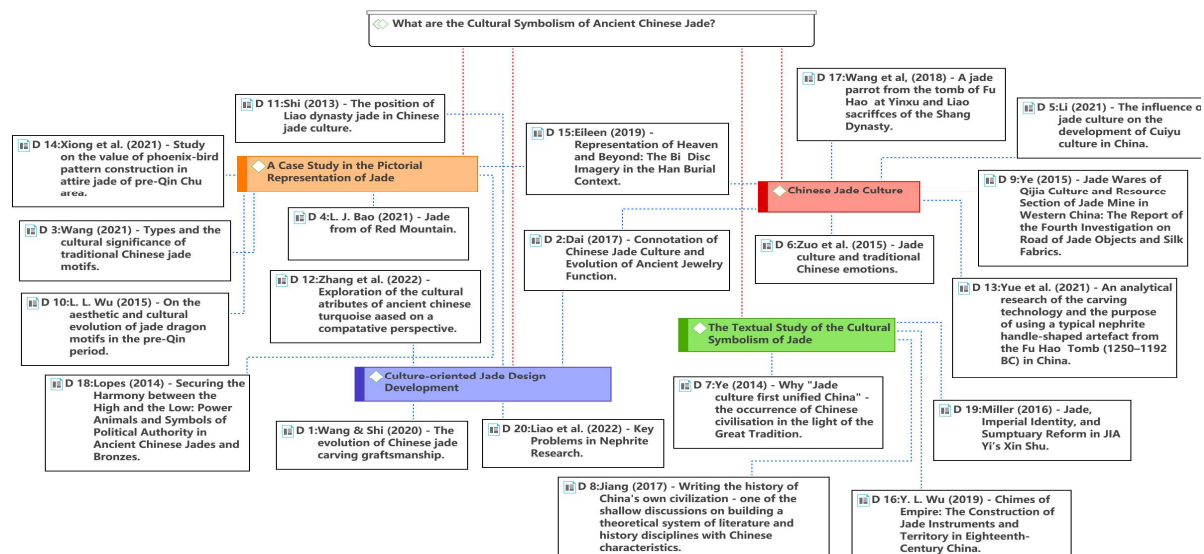 What are the Cultural Symbolism of Ancient Chinese Jade?
D 17:Wang et al, (2018) - A jade
parrot from the tomb of Fu
Hao at Yinxu and Liao
sacriffces of the Shang
Dynasty.
D 11:Shi (2013) - The position of
Liao dynasty jade in Chinese
jade culture.
D 5:Li (2021) - The influence o
jade culture on the
development of Cuiyu
culture in China.
D 14:Xiong et al. (2021) - Study
on the value of phoenix-bird
pattern construction in
attire jade of pre-Qin Chu
area.
D 15:Eileen (2019) -
Representation of Heaven
and Beyond: The Bi Disc
Imagery in the Han Burial
Context.
A Case Study in the Pictorial
Representation of Jade
Chinese Jade Culture
D 9:Ye (2015) - Jade Wares of
Qijia Culture and Resource
Section of Jade Mine in
Western China: The Report of
the Fourth Investigation on
Road of Jade Objects and Silk
Fabrics.
D 4:L. J. Bao (2021) - Jade
from of Red Mountain.
D 3:Wang (2021) - Types and the
cultural significance of
traditional Chinese jade
motifs.
D 2:Dai (2017) - Connotation of
Chinese Jade Culture and
Evolution of Ancient Jewelry
Function.
D 6:Zuo et al. (2015) - Jade
culture and traditional
Chinese emotions.
D 12:Zhang et al. (2022) -
Exploration of the cultural
atributes of ancient chinese
turquoise aased on a
compatative perspective.
D 13:Yue et al. (2021) - An analytical
research of the carving
technology and the purpose
of using a typical nephrite
handle-shaped artefact from
the Fu Hao Tomb (1250–1192
BC) in China.
D 10:L. L. Wu (2015) - On the
aesthetic and cultural
evolution of jade dragon
motifs in the pre-Qin
period.
The Textual Study of the Cultural
Symbolism of Jade
D 18:Lopes (2014) - Securing the
Harmony between the
High and the Low: Power
Animals and Symbols of
Political Authority in
Ancient Chinese Jades and
Bronzes.
Culture-oriented Jade Design
Development
D 7:Ye (2014) - Why "Jade
culture first unified China" -
the occurrence of Chinese
civilisation in the light of the
Great Tradition.
D 19:Miller (2016) - Jade,
Imperial Identity, and
Sumptuary Reform in JIA
Yi's Xin Shu.
D 1:Wang & Shi (2020) - The
evolution of Chinese jade
carving graftsmanship.
D 20:Liao et al. (2022) - Key
Problems in Nephrite
Research.
D 8:Jiang (2017) - Writing the history of
China's own civilization - one of the
shallow discussions on building a
theoretical system of literature and
history disciplines with Chinese
characteristics.
D 16:Y. L. Wu (2019) - Chimes of
Empire: The Construction of
Jade Instruments and
Territory in Eighteenth-
Century China.